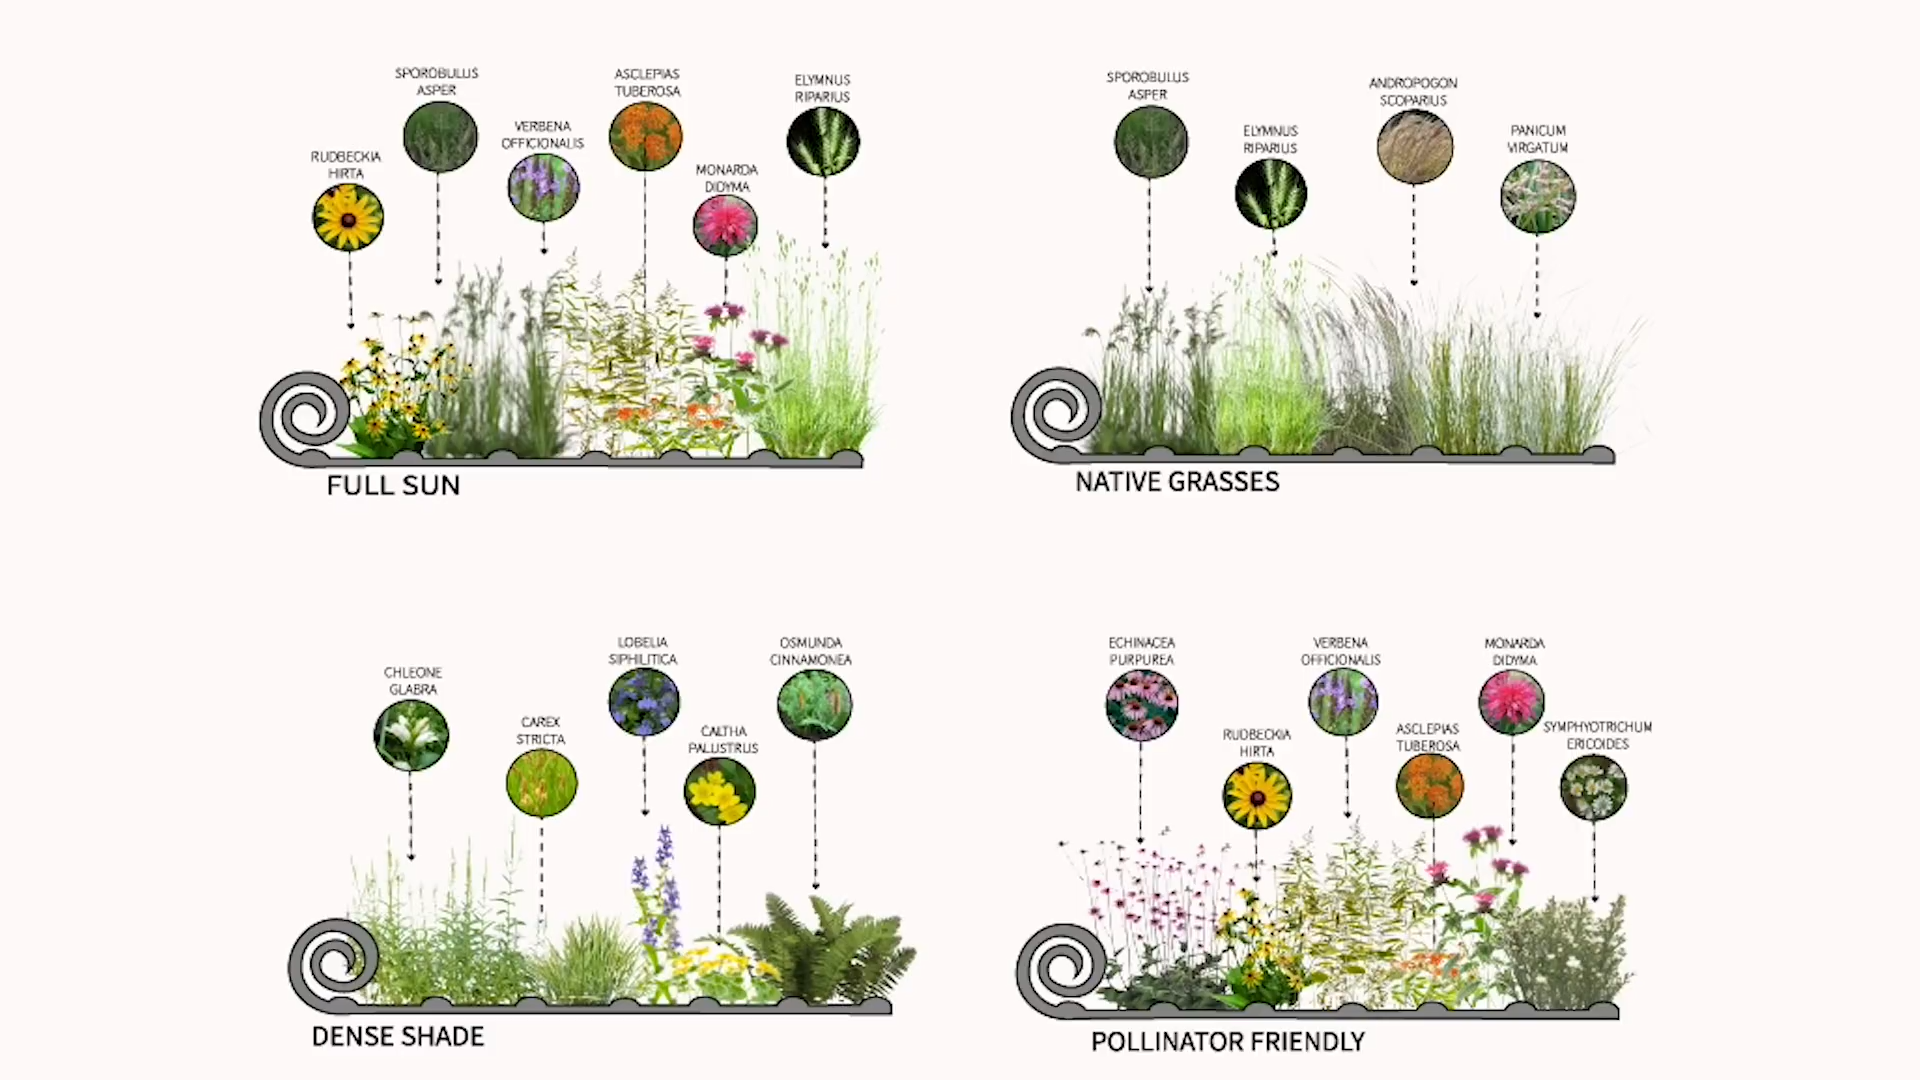 SPOROBULUS
ASPER
ASCLEPIAS
TUBEROSA
ELYMNUS
RIPARIUS
VERBENA
OFFICIONALIS
RUDBECKIA
HIRTA
MONARDA
DIDYMA
FULL SUN
SPOROBULUS
ASPER
ANDROPOGON
SCOPARIUS
ELYMNUS
RIPARIUS
PANICUM
VIRGATUM
NATIVE GRASSES
CHLEONE
GLABRA
CAREX
STRICTA
LOBELIA
SIPHILITICA
CALTHA
PALUSTRUS
OSMUNDA
CINNAMONEA
DENSE SHADE
ECHINACEA
PURPUREA
RUDBECKIA
HIRTA
VERBENA
OFFICIONALIS
ASCLEPIAS
TUBEROSA
MONARDA
DIDYMA
SYMPHYOTRICHUM
ERICOIDES
POLLINATOR FRIENDLY